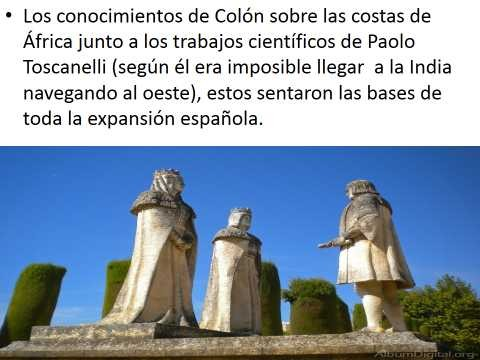 • Los conocimientos de Colón sobre las costas de
África junto a los trabajos científicos de Paolo
Toscanelli (según él era imposible llegar a la India
navegando al oeste), estos sentaron las bases de
toda la expansión española.
AlbumDigital.org